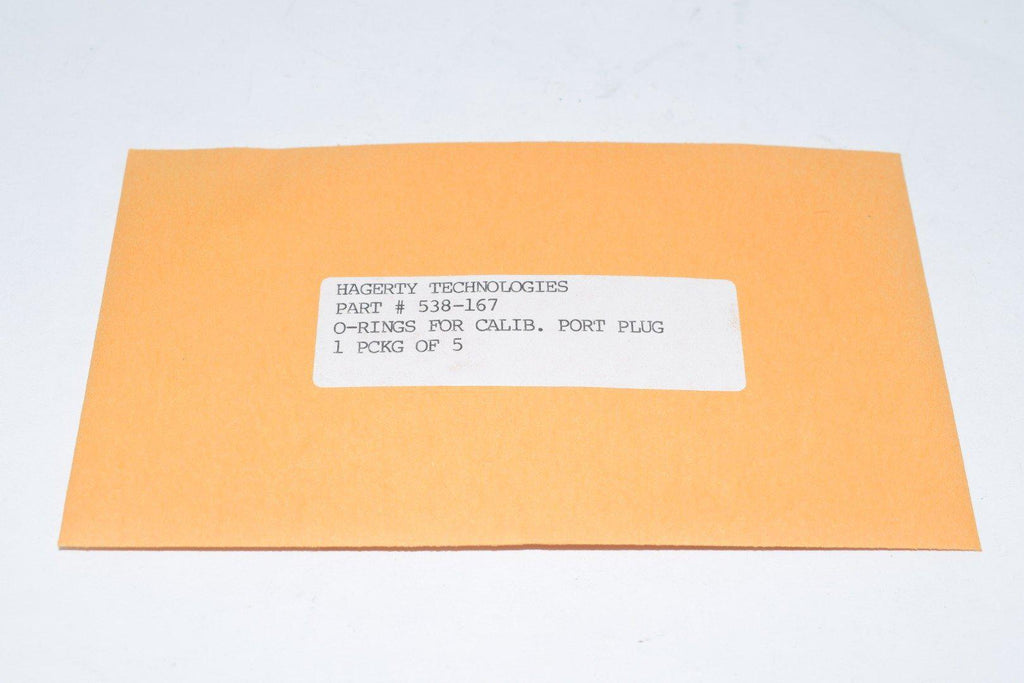 HAGERTY TECHNOLOGIES
PART # 538-167
O-RINGS FOR CALIB. PORT PLUG
1 PCKG OF 5